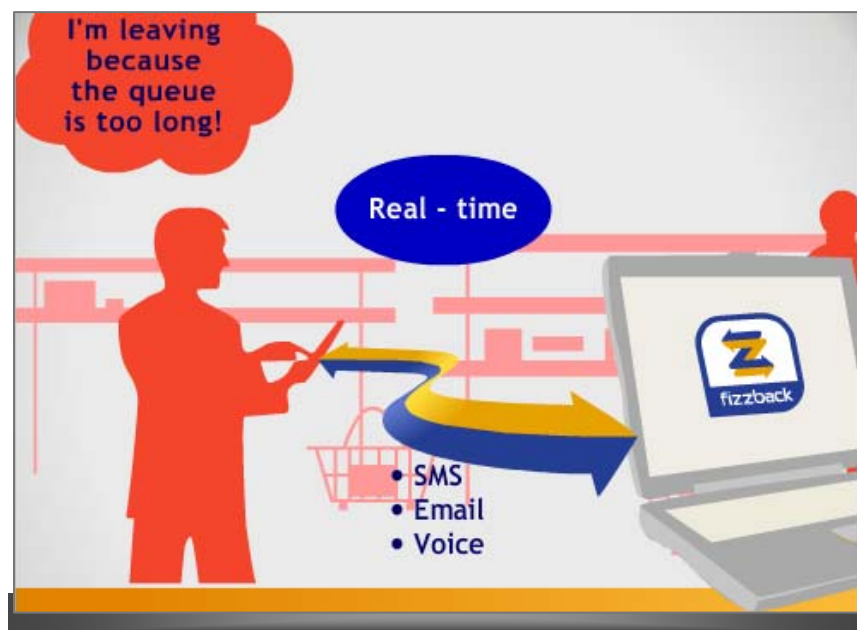 I'm leaving
because
the queue
is too long!
Real - time
fizzback
• SMS
• Email
• Voice